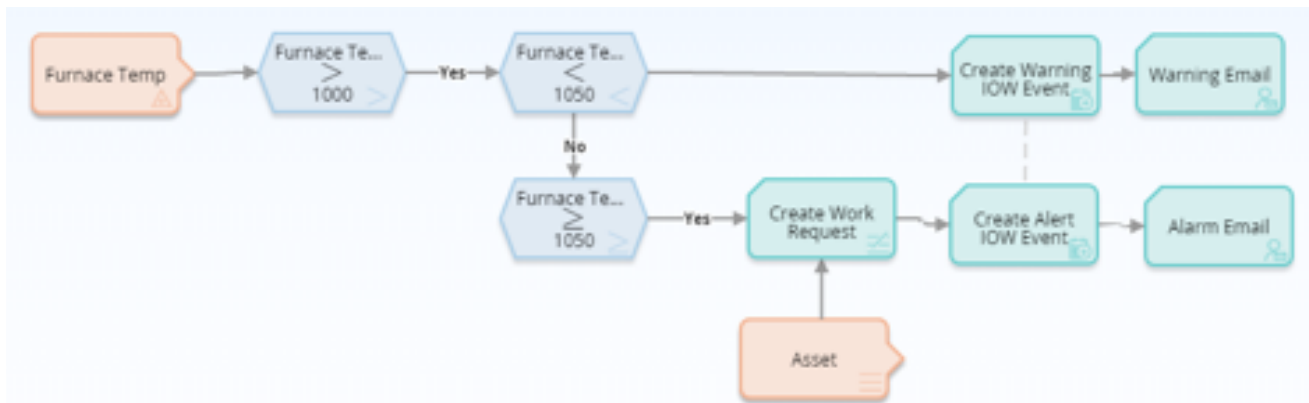 Furnace Temp
Furnace Te...
>
1000
Yes
Furnace Te...
<
1050
Create Warning
IOW Event
Warning Email
No
Furnace Te...
≥
1050
Yes
Create Work
Request
Create Alert
IOW Event
Alarm Email
Asset